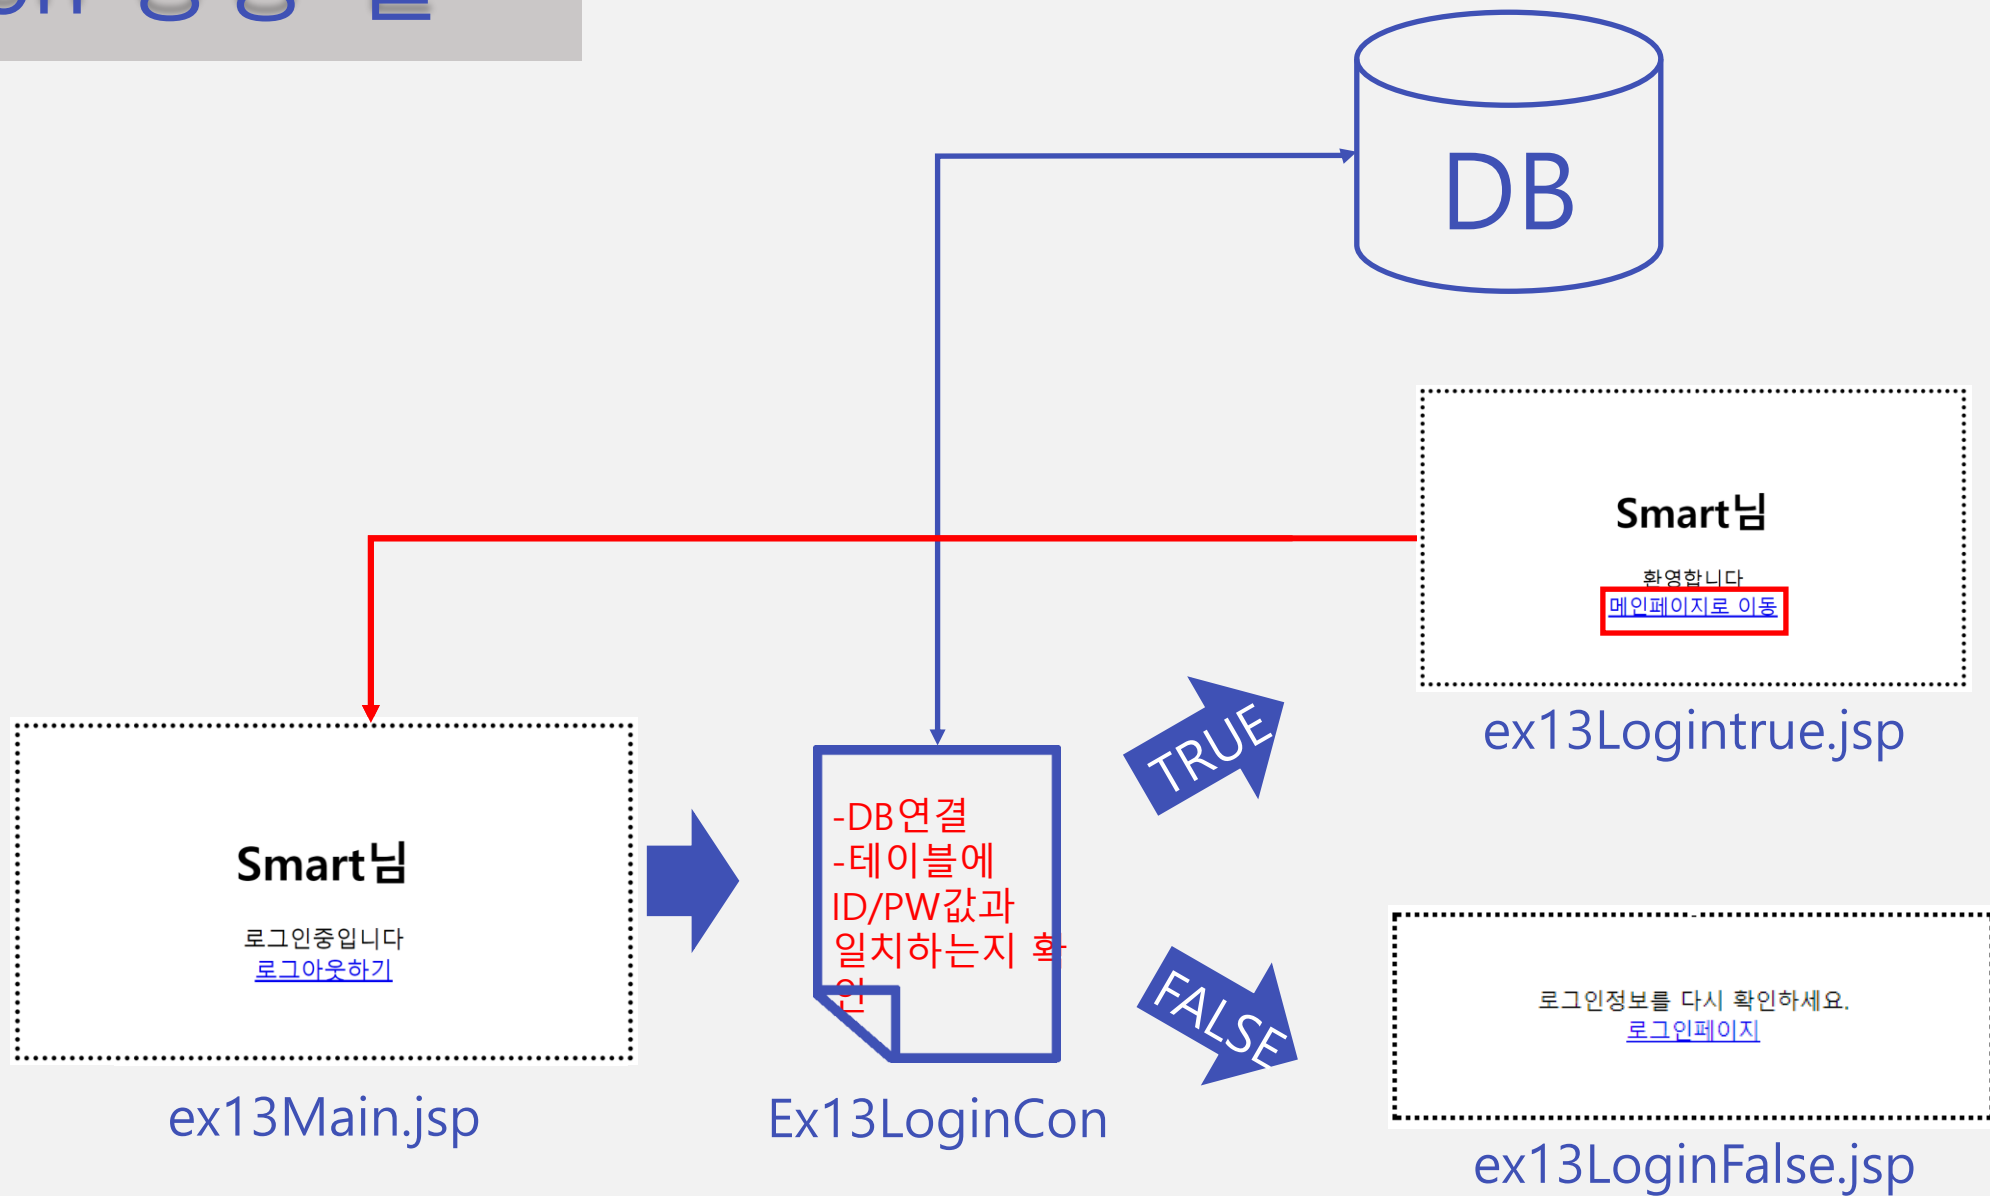 DB
Smart님
환영합니다
메인페이지로 이동
ex13Logintrue.jsp
TRUE
Smart님
로그인중입니다
로그아웃하기
ex13Main.jsp
-DB연결
-테이블에
ID/PW값과
일치하는지 확
인
Ex13LoginCon
FALSE
로그인정보를 다시 확인하세요.
로그인페이지
ex13LoginFalse.jsp